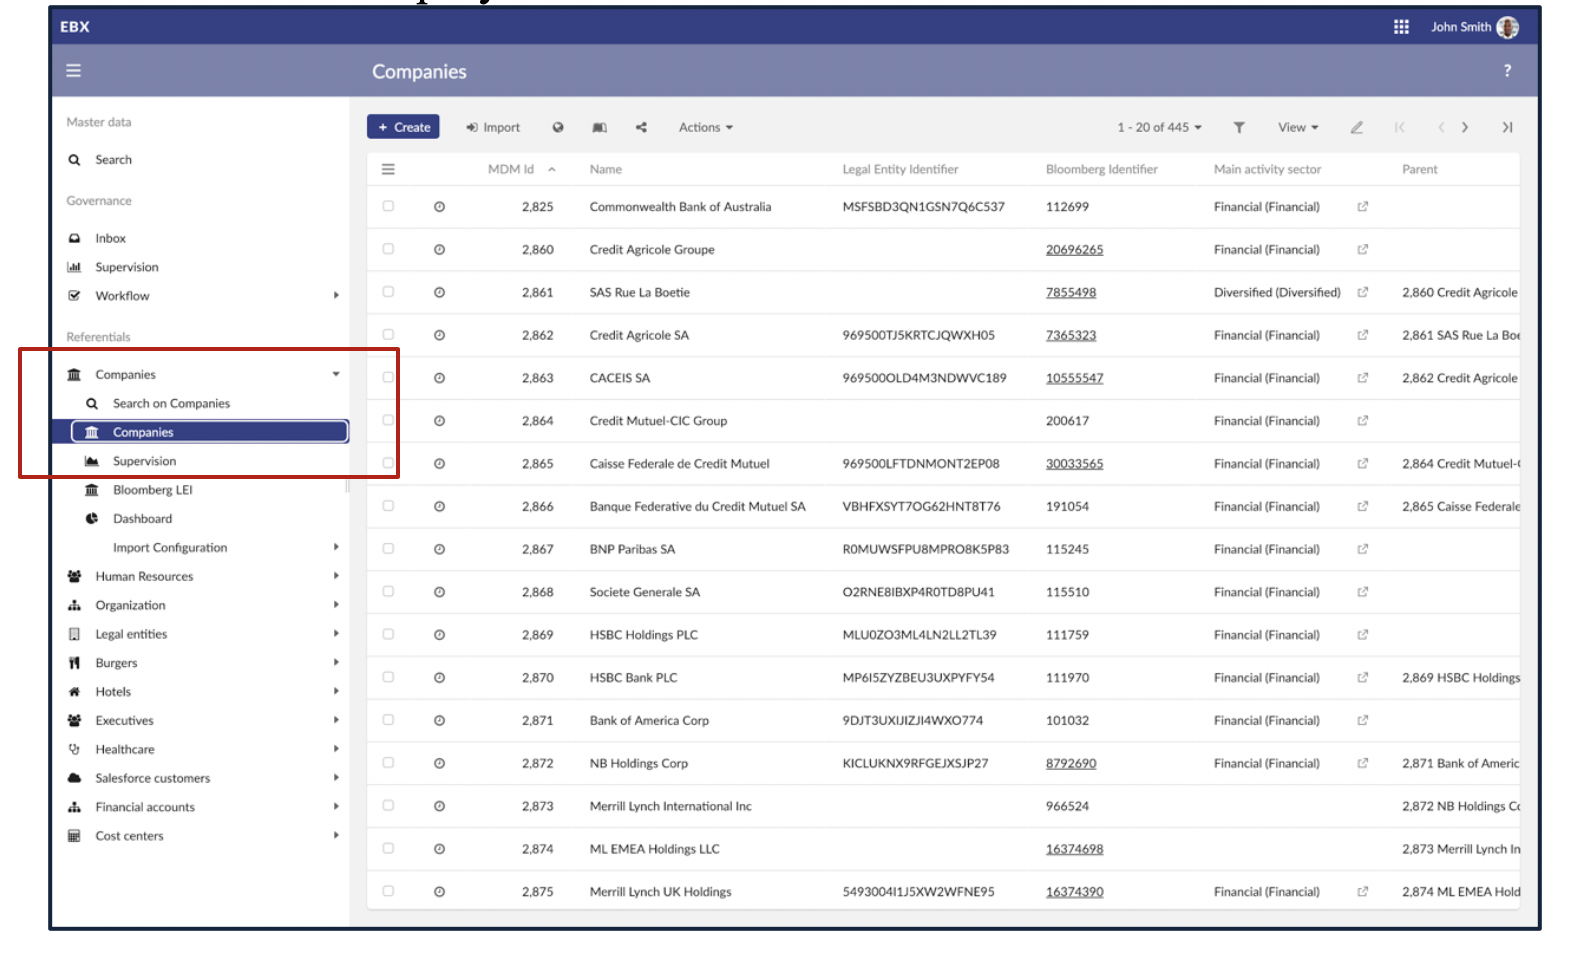 EBX John Smith
Companies ?
Master data
Search
Governance
Inbox
Supervision
Workflow
Referentials
Companies
Search on Companies
Companies
Supervision
Bloomberg LEI
Dashboard
Import Configuration
Human Resources
Organization
Legal entities
Burgers
Hotels
Executives
Healthcare
Salesforce customers
Financial accounts
Cost centers
+ Create Import Actions 1 - 20 of 445 View
MDM Id Name Legal Entity Identifier Bloomberg Identifier Main activity sector Parent
2,825 Commonwealth Bank of Australia MSFSBD3QN1GSN7Q6C537 112699 Financial (Financial)
2,860 Credit Agricole Groupe 20696265 Financial (Financial)
2,861 SAS Rue La Boetie 7855498 Diversified (Diversified) 2,860 Credit Agricole
2,862 Credit Agricole SA 969500TJ5KRTCJQWXH05 7365323 Financial (Financial) 2,861 SAS Rue La Boe
2,863 CACEIS SA 969500OLD4M3NDWVC189 10555547 Financial (Financial) 2,862 Credit Agricole
2,864 Credit Mutuel-CIC Group 200617 Financial (Financial)
2,865 Caisse Federale de Credit Mutuel 969500LFTDNMONT2EP08 30033565 Financial (Financial) 2,864 Credit Mutuel-
2,866 Banque Federative du Credit Mutuel SA VBHFXSYT7OG62HNT8T76 191054 Financial (Financial) 2,865 Caisse Federale
2,867 BNP Paribas SA R0MUWSFPU8MPRO8K5P83 115245 Financial (Financial)
2,868 Societe Generale SA O2RNE8IBXP4R0TD8PU41 115510 Financial (Financial)
2,869 HSBC Holdings PLC MLU0ZO3ML4LN2LL2TL39 111759 Financial (Financial)
2,870 HSBC Bank PLC MP6I5ZYZBEU3UXPYFY54 111970 Financial (Financial) 2,869 HSBC Holdings
2,871 Bank of America Corp 9DJT3UXIJIZJI4WXO774 101032 Financial (Financial)
2,872 NB Holdings Corp KICLUKNX9RFGEJXSJP27 8792690 Financial (Financial) 2,871 Bank of Americ
2,873 Merrill Lynch International Inc 966524 2,872 NB Holdings Co
2,874 ML EMEA Holdings LLC 16374698 2,873 Merrill Lynch In
2,875 Merrill Lynch UK Holdings 5493004I1J5XW2WFNE95 16374390 Financial (Financial) 2,874 ML EMEA Hold